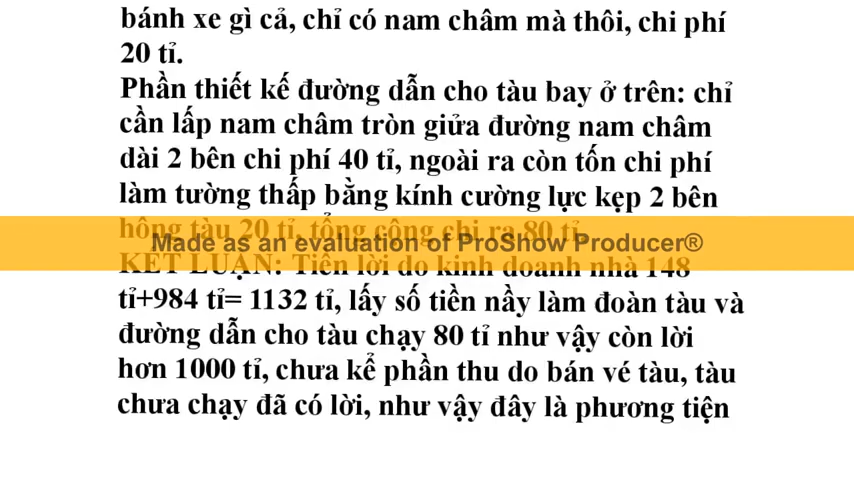 bánh xe gì cả, chỉ có nam châm mà thôi, chi phí
20 tỉ.
Phần thiết kế đường dẫn cho tàu bay ở trên: chỉ
cần lấp nam châm tròn giửa đường nam châm
dài 2 bên chi phí 40 tỉ, ngoài ra còn tốn chi phí
làm tường thấp bằng kính cường lực kẹp 2 bên
hông tàu 20 tỉ, tổng cộng chi ra 80 tỉ.
Made as an evaluation of ProShow Producer®
KẾT LUẬN: Tiền lời do kinh doanh nhà 148
tỉ+984 tỉ= 1132 tỉ, lấy số tiền nầy làm đoàn tàu và
đường dẫn cho tàu chạy 80 tỉ như vậy còn lời
hơn 1000 tỉ, chưa kể phần thu do bán vé tàu, tàu
chưa chạy đã có lời, như vậy đây là phương tiện